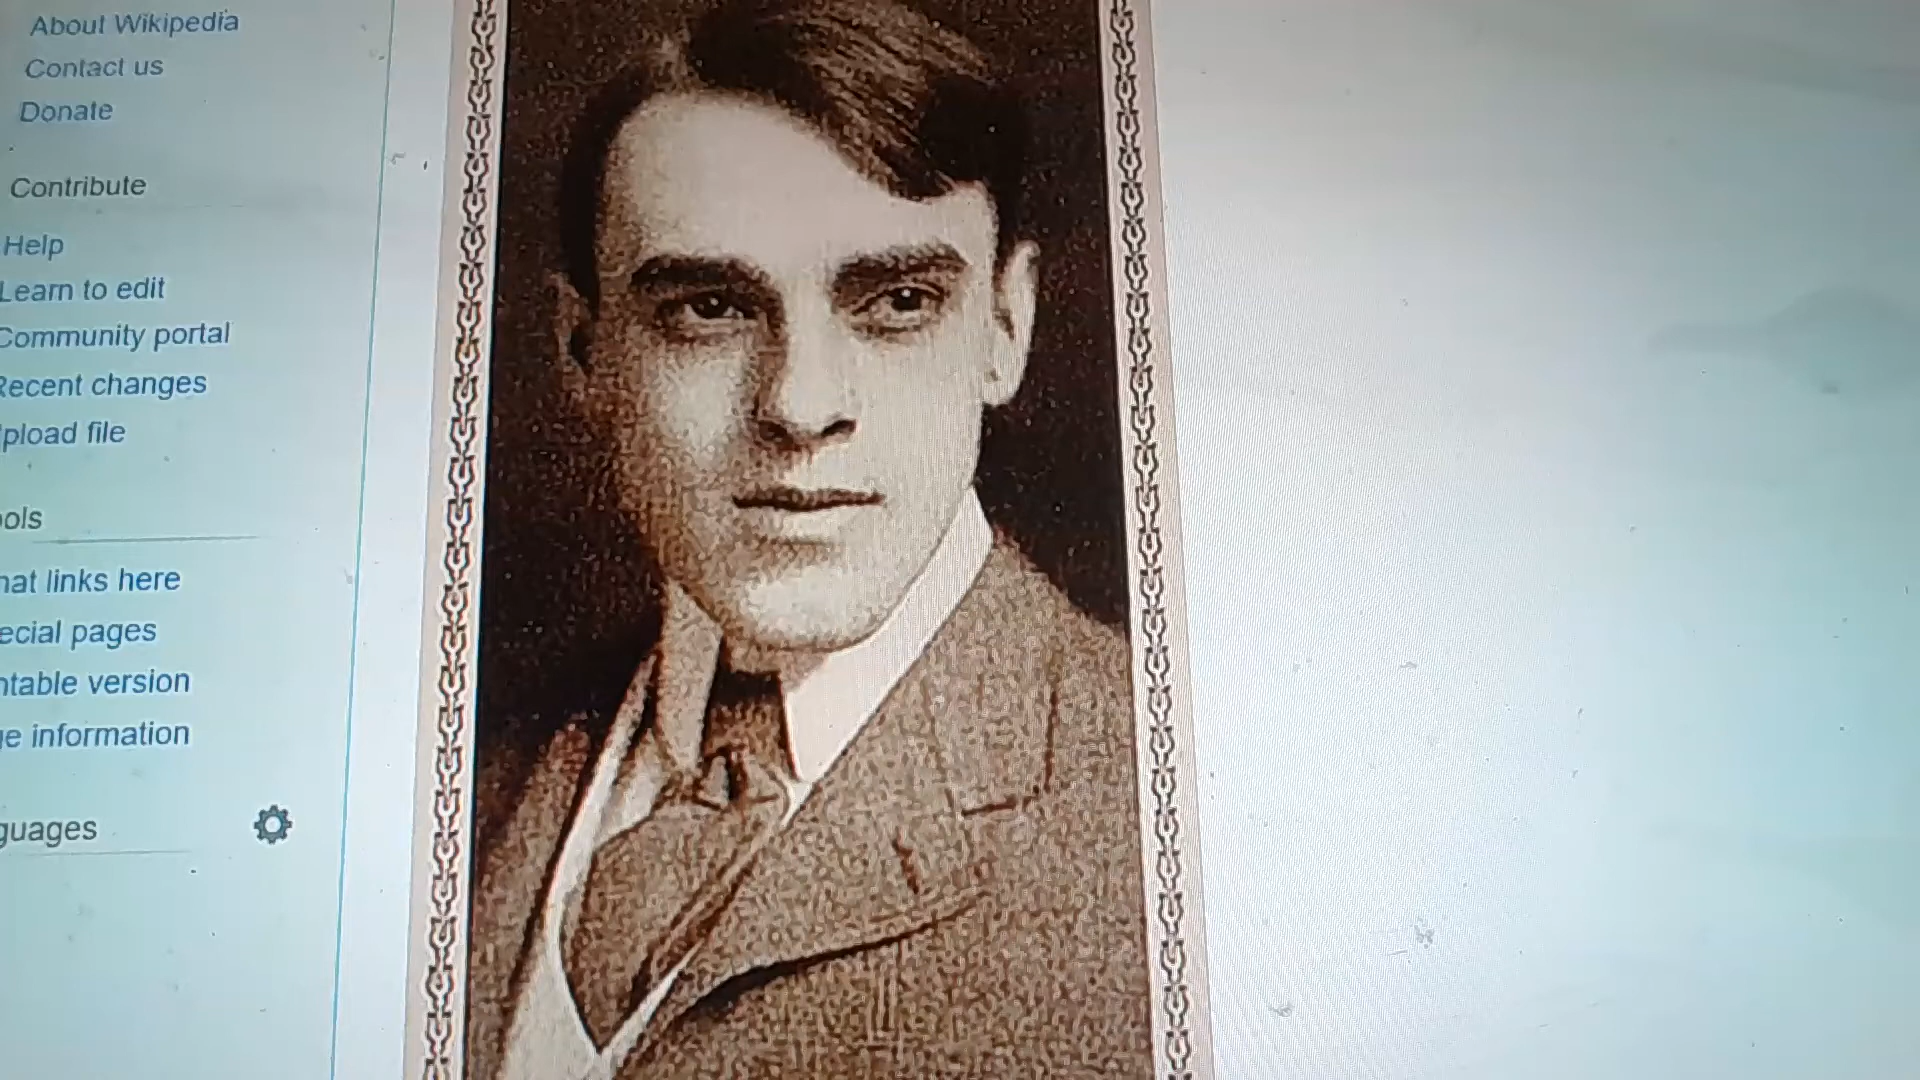 About Wikipedia
Contact us
Donate
Contribute
Help
Learn to edit
Community portal
Recent changes
pload file
ols
hat links here
ecial pages
ntable version
ge information
guages